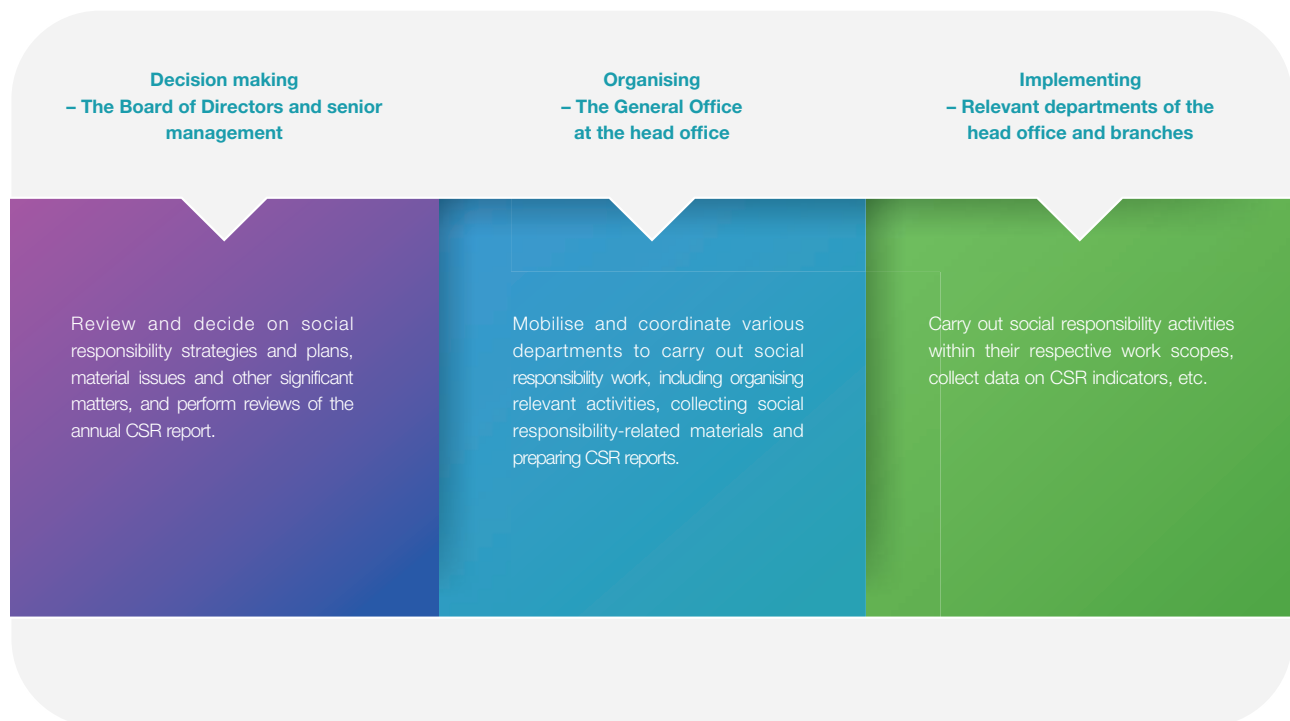 Decision making
– The Board of Directors and senior
management
Organising
– The General Office
at the head office
Implementing
– Relevant departments of the
head office and branches
Review and decide on social
responsibility strategies and plans,
material issues and other significant
matters, and perform reviews of the
annual CSR report.
Mobilise and coordinate various
departments to carry out social
responsibility work, including organising
relevant activities, collecting social
responsibility-related materials and
preparing CSR reports.
Carry out social responsibility activities
within their respective work scopes,
collect data on CSR indicators, etc.